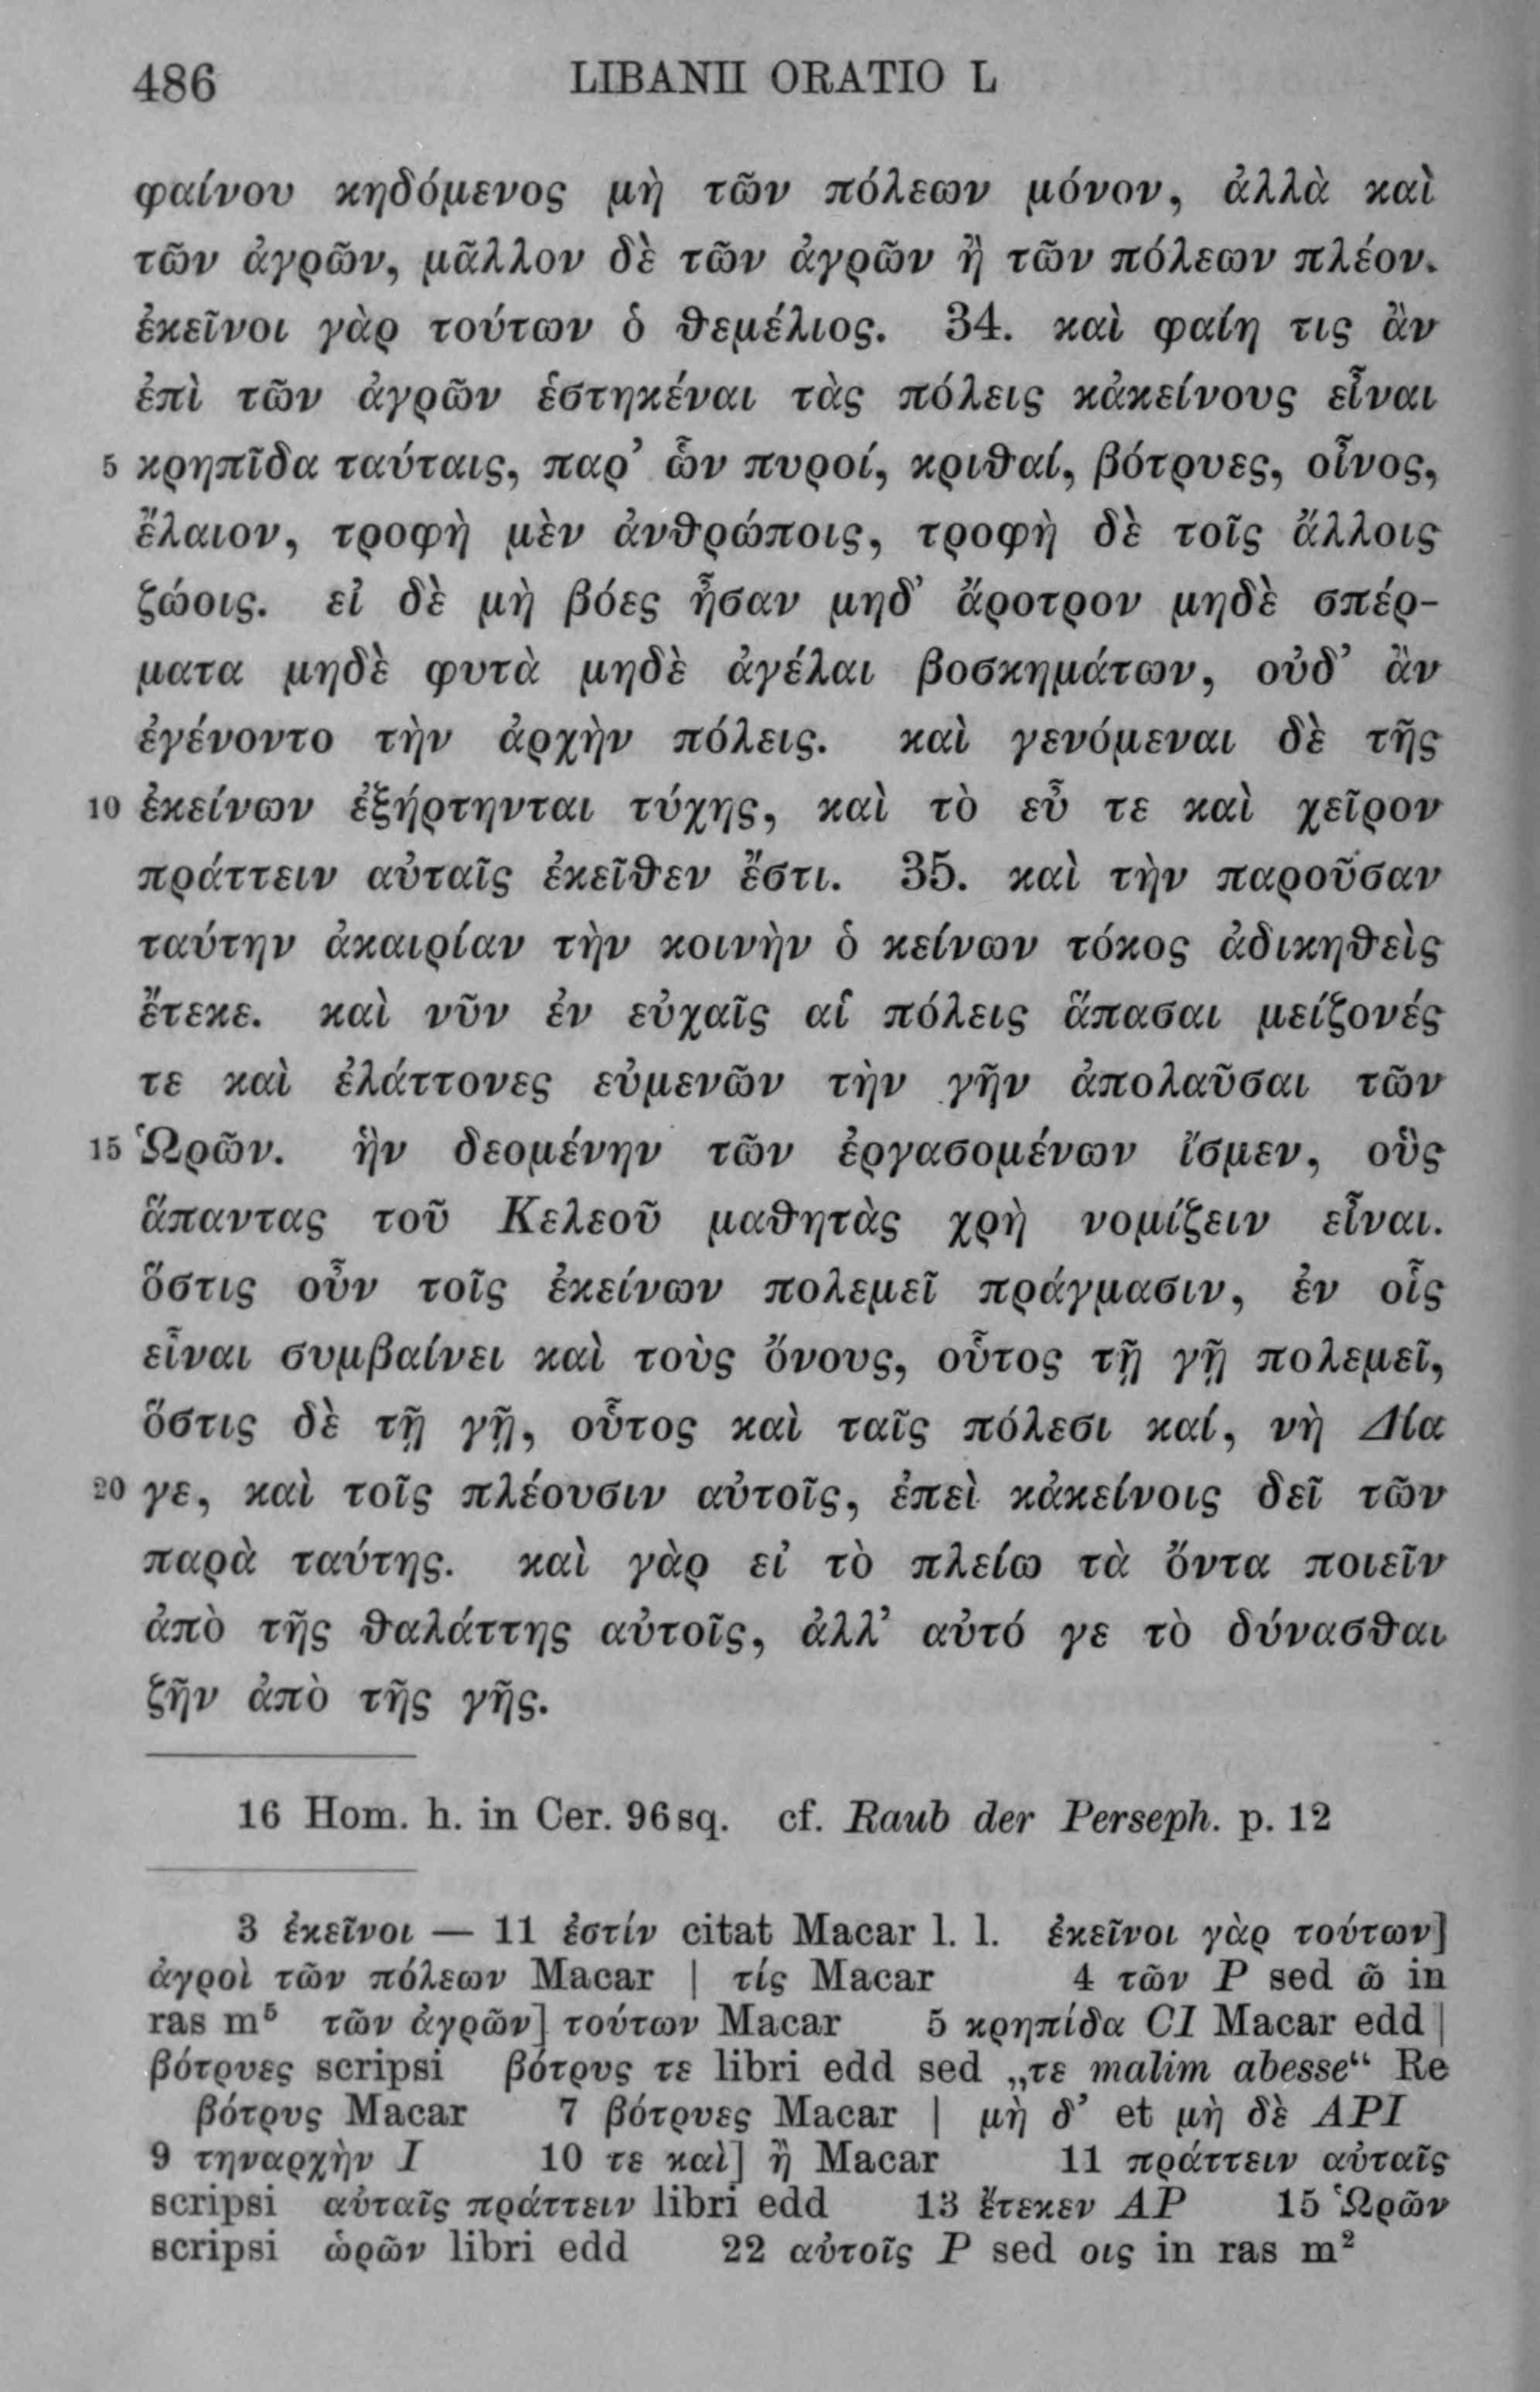 486 LIBANII ORATIO L
φαίνου κηδόμενος μὴ τῶν πόλεων μόνον, ἀλλὰ καὶ
τῶν ἀγρῶν, μᾶλλον δὲ τῶν ἀγρῶν ἢ τῶν πόλεων πλέον.
ἐκεῖνοι γὰρ τούτων ὁ θεμέλιος. 34. καὶ φαίη τις ἂν
ἐπὶ τῶν ἀγρῶν ἑστηκέναι τὰς πόλεις κἀκείνους εἶναι
5 κρηπῖδα ταύταις, παρ’ ὧν πυροί, κριθαί, βότρυες, οἶνος,
ἔλαιον, τροφὴ μὲν ἀνθρώποις, τροφὴ δὲ τοῖς ἄλλοις
ζώοις. εἰ δὲ μὴ βόες ἦσαν μηδ’ ἄροτρον μηδὲ σπέρ-
ματα μηδὲ φυτὰ μηδὲ ἀγέλαι βοσκημάτων, οὐδ’ ἂν
ἐγένοντο τὴν ἀρχὴν πόλεις. καὶ γενόμεναι δὲ τῆς
10 ἐκείνων ἐξήρτηνται τύχης, καὶ τὸ εὖ τε καὶ χεῖρον
πράττειν αὐταῖς ἐκεῖθεν ἔστι. 35. καὶ τὴν παροῦσαν
ταύτην ἀκαιρίαν τὴν κοινὴν ὁ κείνων τόκος ἀδικηθεὶς
ἔτεκε. καὶ νῦν ἐν εὐχαῖς αἱ πόλεις ἅπασαι μείζονές
τε καὶ ἐλάττονες εὐμενῶν τὴν γῆν ἀπολαῦσαι τῶν
15 Ὡρῶν. ἣν δεομένην τῶν ἐργασομένων ἴσμεν, οὓς
ἅπαντας τοῦ Κελεοῦ μαθητὰς χρὴ νομίζειν εἶναι.
ὅστις οὖν τοῖς ἐκείνων πολεμεῖ πράγμασιν, ἐν οἷς
εἶναι συμβαίνει καὶ τοὺς ὄνους, οὗτος τῇ γῇ πολεμεῖ,
ὅστις δὲ τῇ γῇ, οὗτος καὶ ταῖς πόλεσι καί, νὴ Δία
20 γε, καὶ τοῖς πλέουσιν αὐτοῖς, ἐπεὶ κἀκείνοις δεῖ τῶν
παρὰ ταύτης. καὶ γὰρ εἰ τὸ πλείω τὰ ὄντα ποιεῖν
ἀπὸ τῆς θαλάττης αὐτοῖς, ἀλλ’ αὐτό γε τὸ δύνασθαι
ζῆν ἀπὸ τῆς γῆς.
16 Hom. h. in Cer. 96 sq. cf. Raub der Perseph. p. 12
3 ἐκεῖνοι — 11 ἐστίν citat Macar l. l. ἐκεῖνοι γὰρ τούτων]
ἀγροὶ τῶν πόλεων Macar | τίς Macar 4 τῶν P sed ῶ in
ras m⁵ τῶν ἀγρῶν] τούτων Macar 5 κρηπίδα CI Macar edd |
βότρυες scripsi βότρυς τε libri edd sed „τε malim abesse“ Re
βότρυς Macar 7 βότρυες Macar | μὴ δ’ et μὴ δὲ API
9 τηναρχὴν I 10 τε καὶ] ἢ Macar 11 πράττειν αὐταῖς
scripsi αὐταῖς πράττειν libri edd 13 ἔτεκεν AP 15 Ὡρῶν
scripsi ὡρῶν libri edd 22 αὐτοῖς P sed οις in ras m²